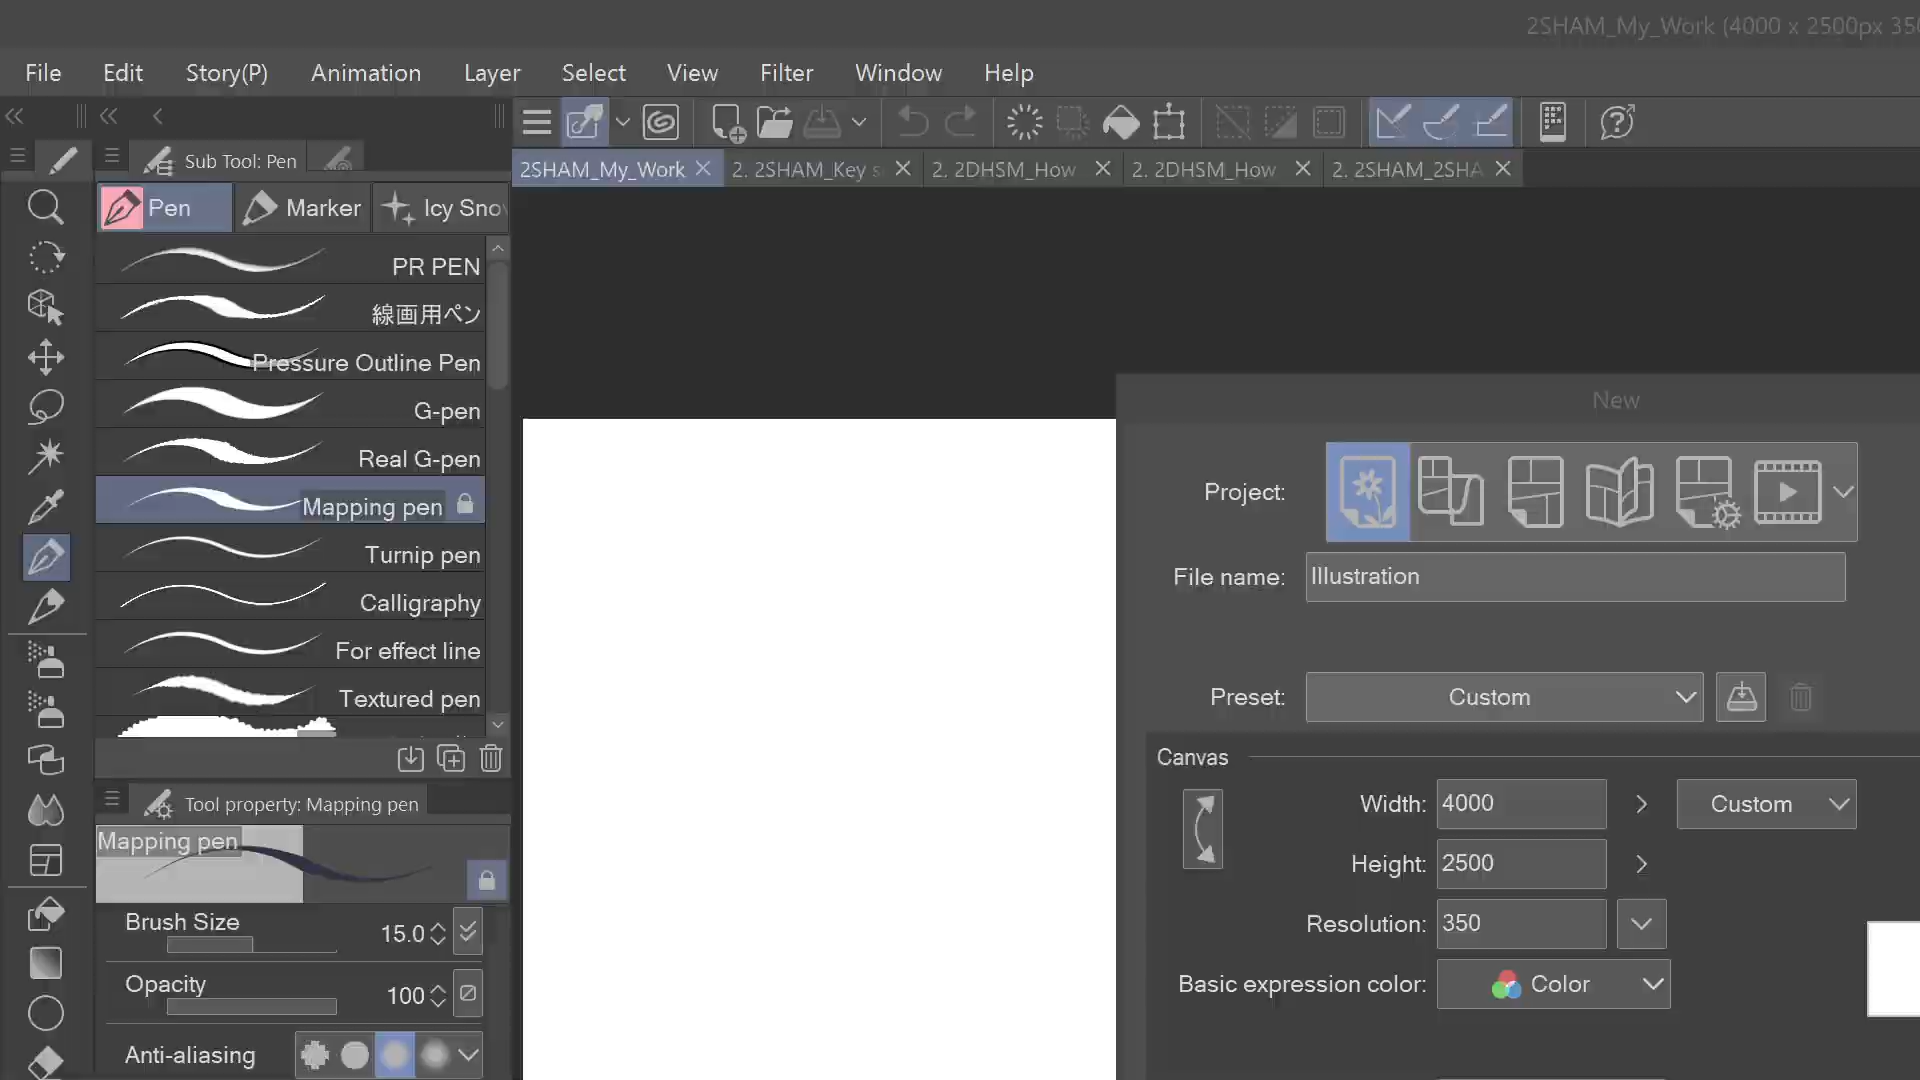 2SHAM_My_Work (4000 x 2500px 350
File Edit Story(P) Animation Layer Select View Filter Window Help
Sub Tool: Pen
2SHAM_My_Work 2. 2SHAM_Key s 2. 2DHSM_How 2. 2DHSM_How 2. 2SHAM_2SHA
Pen Marker Icy Snow
PR PEN
線画用ペン
Pressure Outline Pen
G-pen
Real G-pen
Mapping pen
Turnip pen
Calligraphy
For effect line
Textured pen
Tool property: Mapping pen
Mapping pen
Brush Size 15.0
Opacity 100
Anti-aliasing
New
Project:
File name: Illustration
Preset: Custom
Canvas
Width: 4000 Custom
Height: 2500
Resolution: 350
Basic expression color: Color